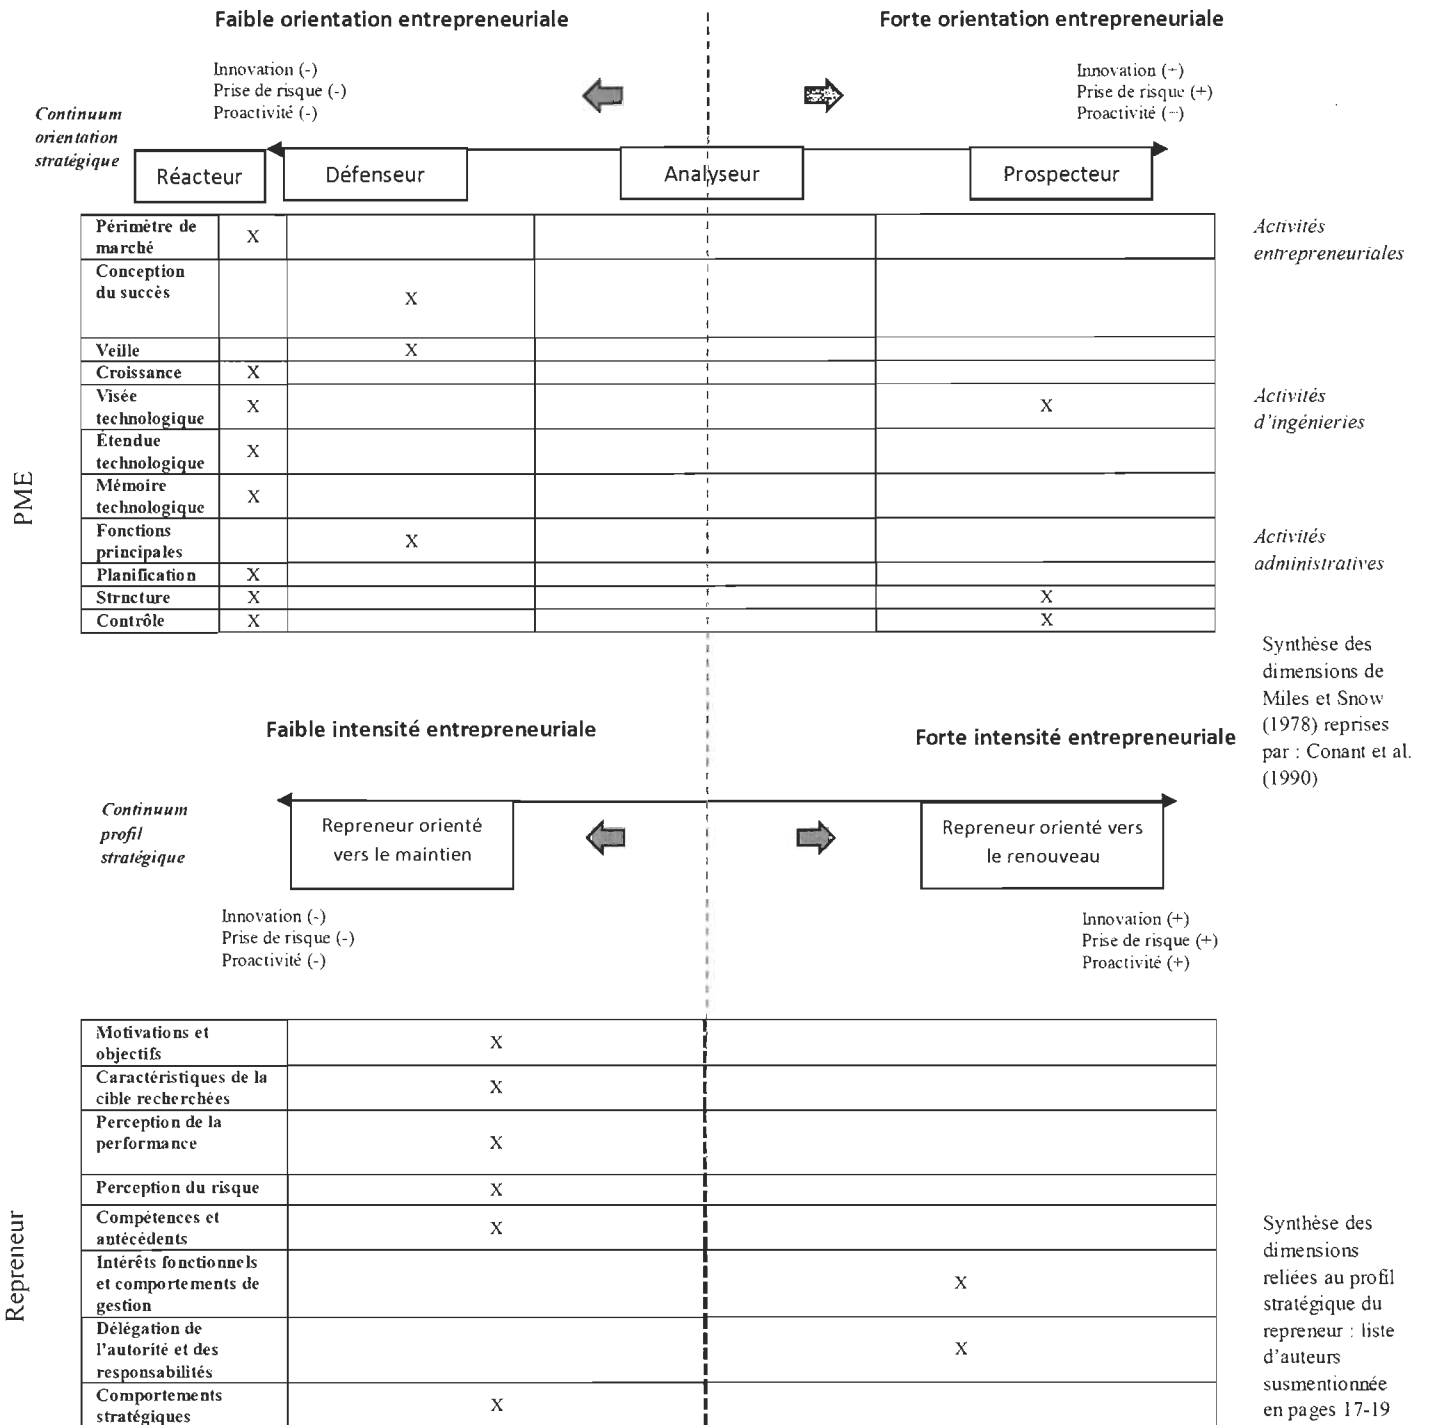 Faible orientation entrepreneuriale
Forte orientation entrepreneuriale
Innovation (-)
Prise de risque (-)
Proactivité (-)
Innovation (+)
Prise de risque (+)
Proactivité (+)
Continuum
orientation
stratégique
Réacteur
Défenseur
Analyseur
Prospecteur
Périmètre de
marché
X
Activités
entrepreneuriales
Conception
du succès
X
Veille
X
Croissance
X
Visée
technologique
X
X
Activités
d'ingénieries
Étendue
technologique
X
Mémoire
technologique
X
PME
Fonctions
principales
X
Activités
administratives
Planification
X
Structure
X
X
Contrôle
X
X
Synthèse des
dimensions de
Miles et Snow
(1978) reprises
par : Conant et al.
(1990)
Faible intensité entrepreneuriale
Forte intensité entrepreneuriale
Continuum
profil
stratégique
Repreneur orienté
vers le maintien
Repreneur orienté vers
le renouveau
Innovation (-)
Prise de risque (-)
Proactivité (-)
Innovation (+)
Prise de risque (+)
Proactivité (+)
Motivations et
objectifs
X
Caractéristiques de la
cible recherchées
X
Perception de la
performance
X
Perception du risque
X
Compétences et
antécédents
X
Repreneur
Intérêts fonctionnels
et comportements de
gestion
X
Délégation de
l'autorité et des
responsabilités
X
Comportements
stratégiques
X
Synthèse des
dimensions
reliées au profil
stratégique du
repreneur : liste
d'auteurs
susmentionnée
en pages 17-19